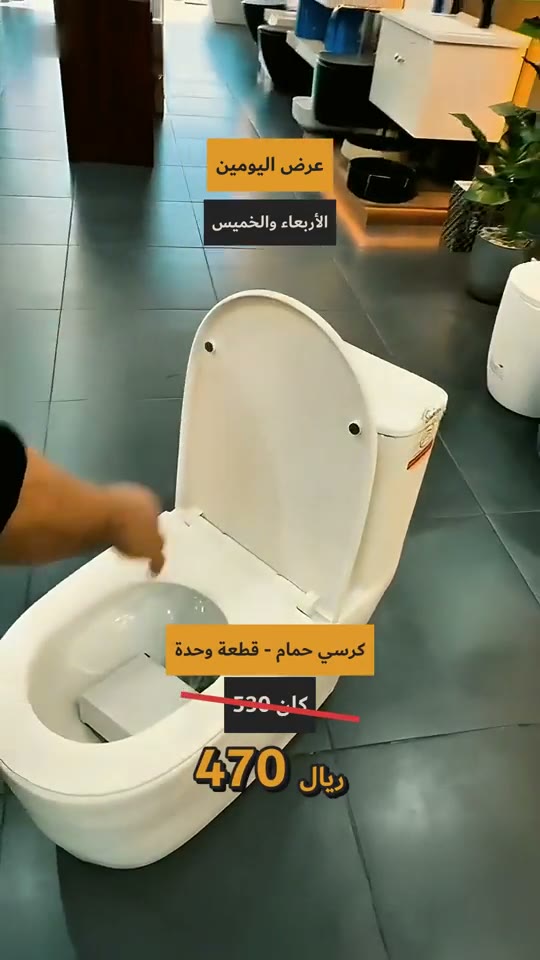 عرض اليومين
الأربعاء والخميس
كرسي حمام - قطعة وحدة
كان 530
470 ريال